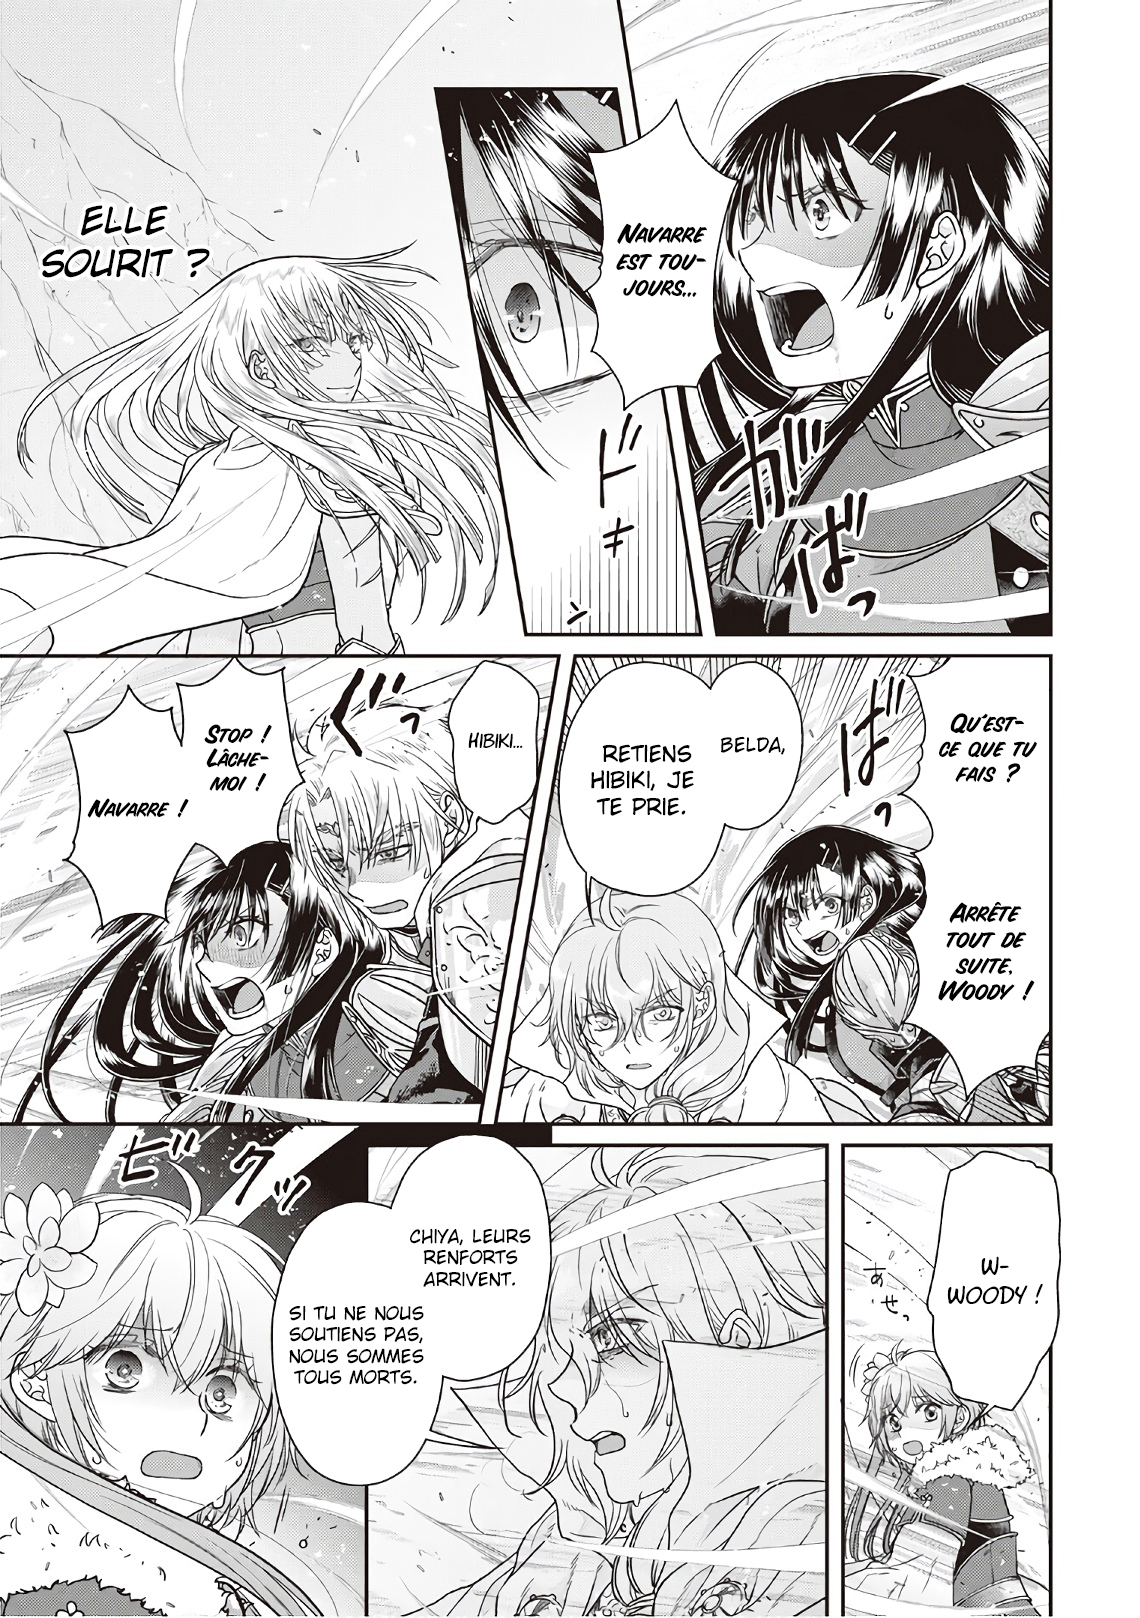 NAVARRE
EST TOU-
JOURS...
ガ
ばっ
ドキン
ELLE
SOURIT ?
QU'EST-
CE QUE TU
FAIS ?
ARRÊTE
TOUT DE
SUITE,
WOODY !
ばっ
BELDA,
RETIENS
HIBIKI, JE
TE PRIE.
HIBIKI...
ぐっ
STOP !
LÂCHE-
MOI !
NAVARRE !
W-
WOODY !
あせっ
CHIYA, LEURS
RENFORTS
ARRIVENT.
SI TU NE NOUS
SOUTIENS PAS,
NOUS SOMMES
TOUS MORTS.
ビクッ